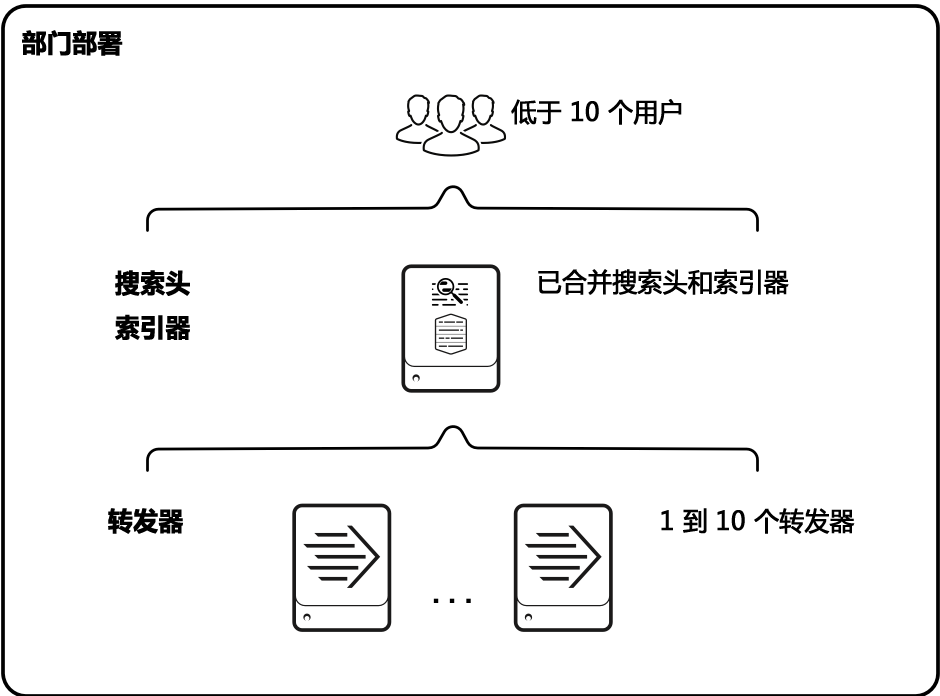 部门部署
低于 10 个用户
搜索头
索引器
已合并搜索头和索引器
转发器
...
1 到 10 个转发器